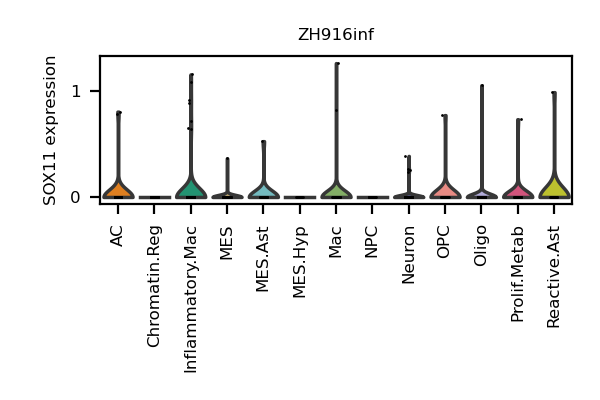 ZH916inf
SOX11 expression
1
0
AC
Chromatin.Reg
Inflammatory.Mac
MES
MES.Ast
MES.Hyp
Mac
NPC
Neuron
OPC
Oligo
Prolif.Metab
Reactive.Ast